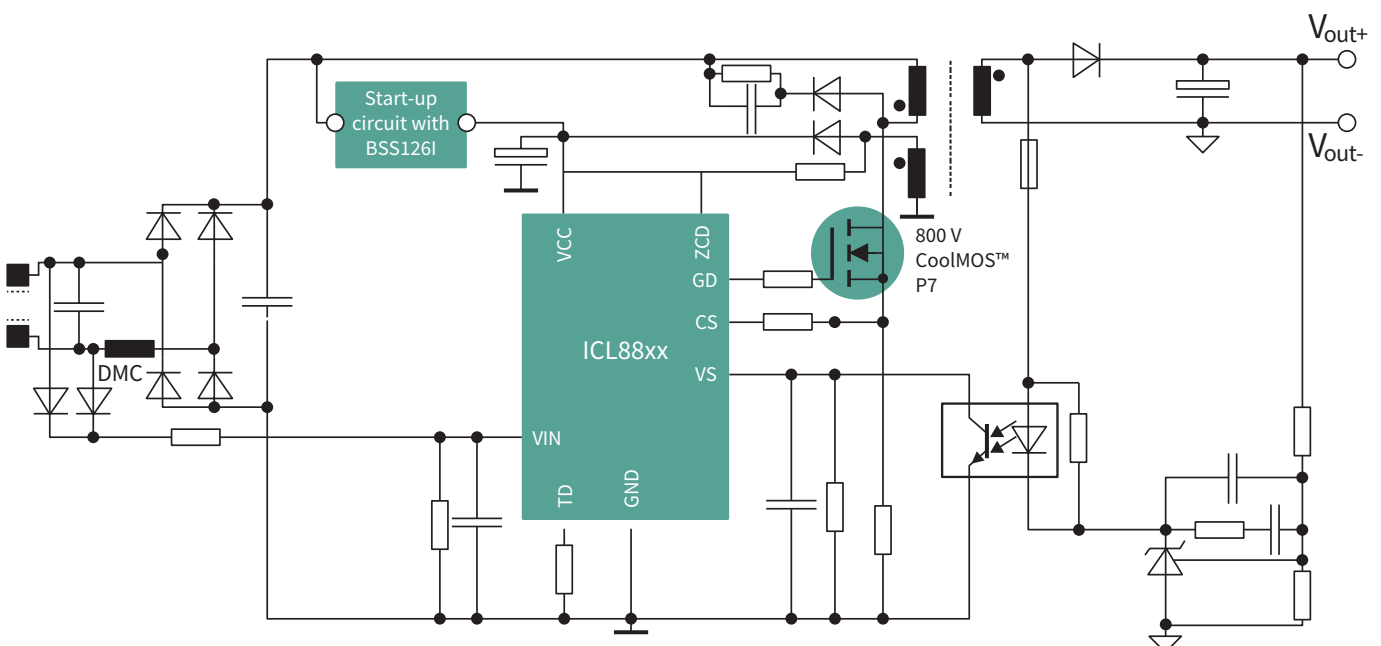 Vout+
Start-up
circuit with
BSS126I
Vout-
VCC
ZCD
800 V
CoolMOS™
P7
GD
CS
ICL88xx
DMC
VS
VIN
TD
GND